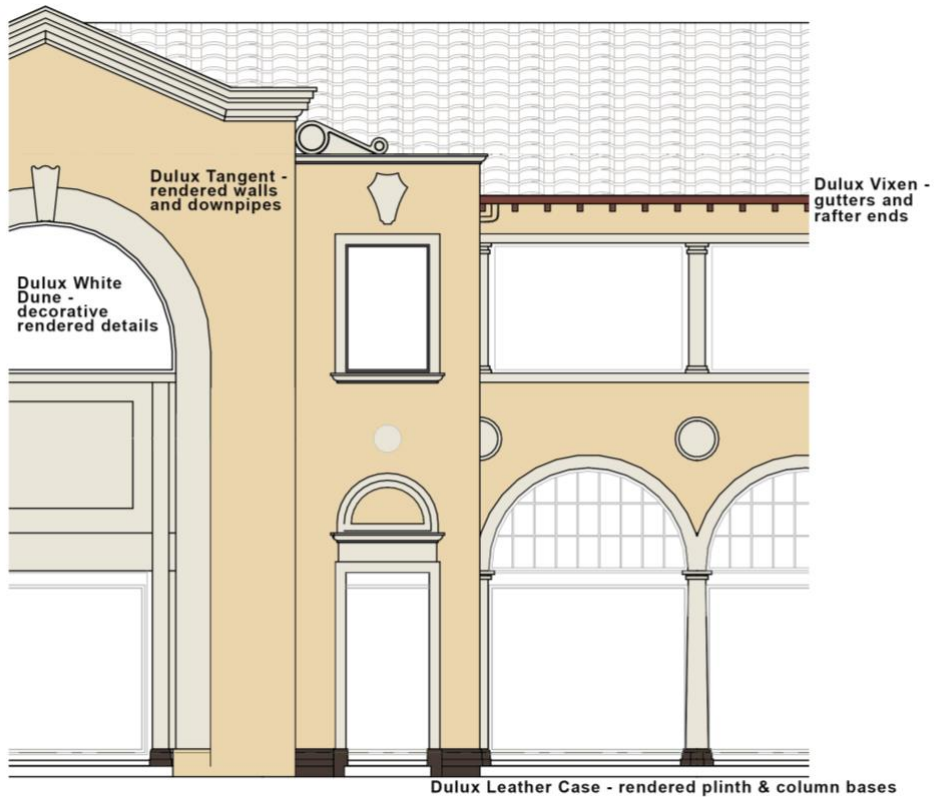 Dulux Tangent -
rendered walls
and downpipes
Dulux Vixen -
gutters and
rafter ends
Dulux White
Dune -
decorative
rendered details
Dulux Leather Case - rendered plinth & column bases